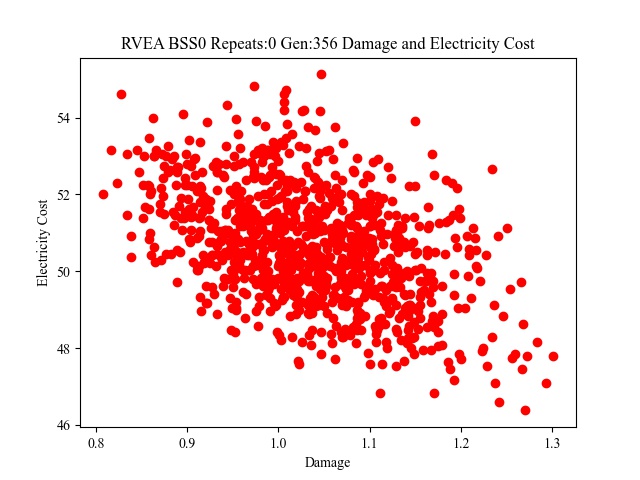 RVEA BSS0 Repeats:0 Gen:356 Damage and Electricity Cost
Electricity Cost
54
52
50
48
46
0.8 0.9 1.0 1.1 1.2 1.3
Damage